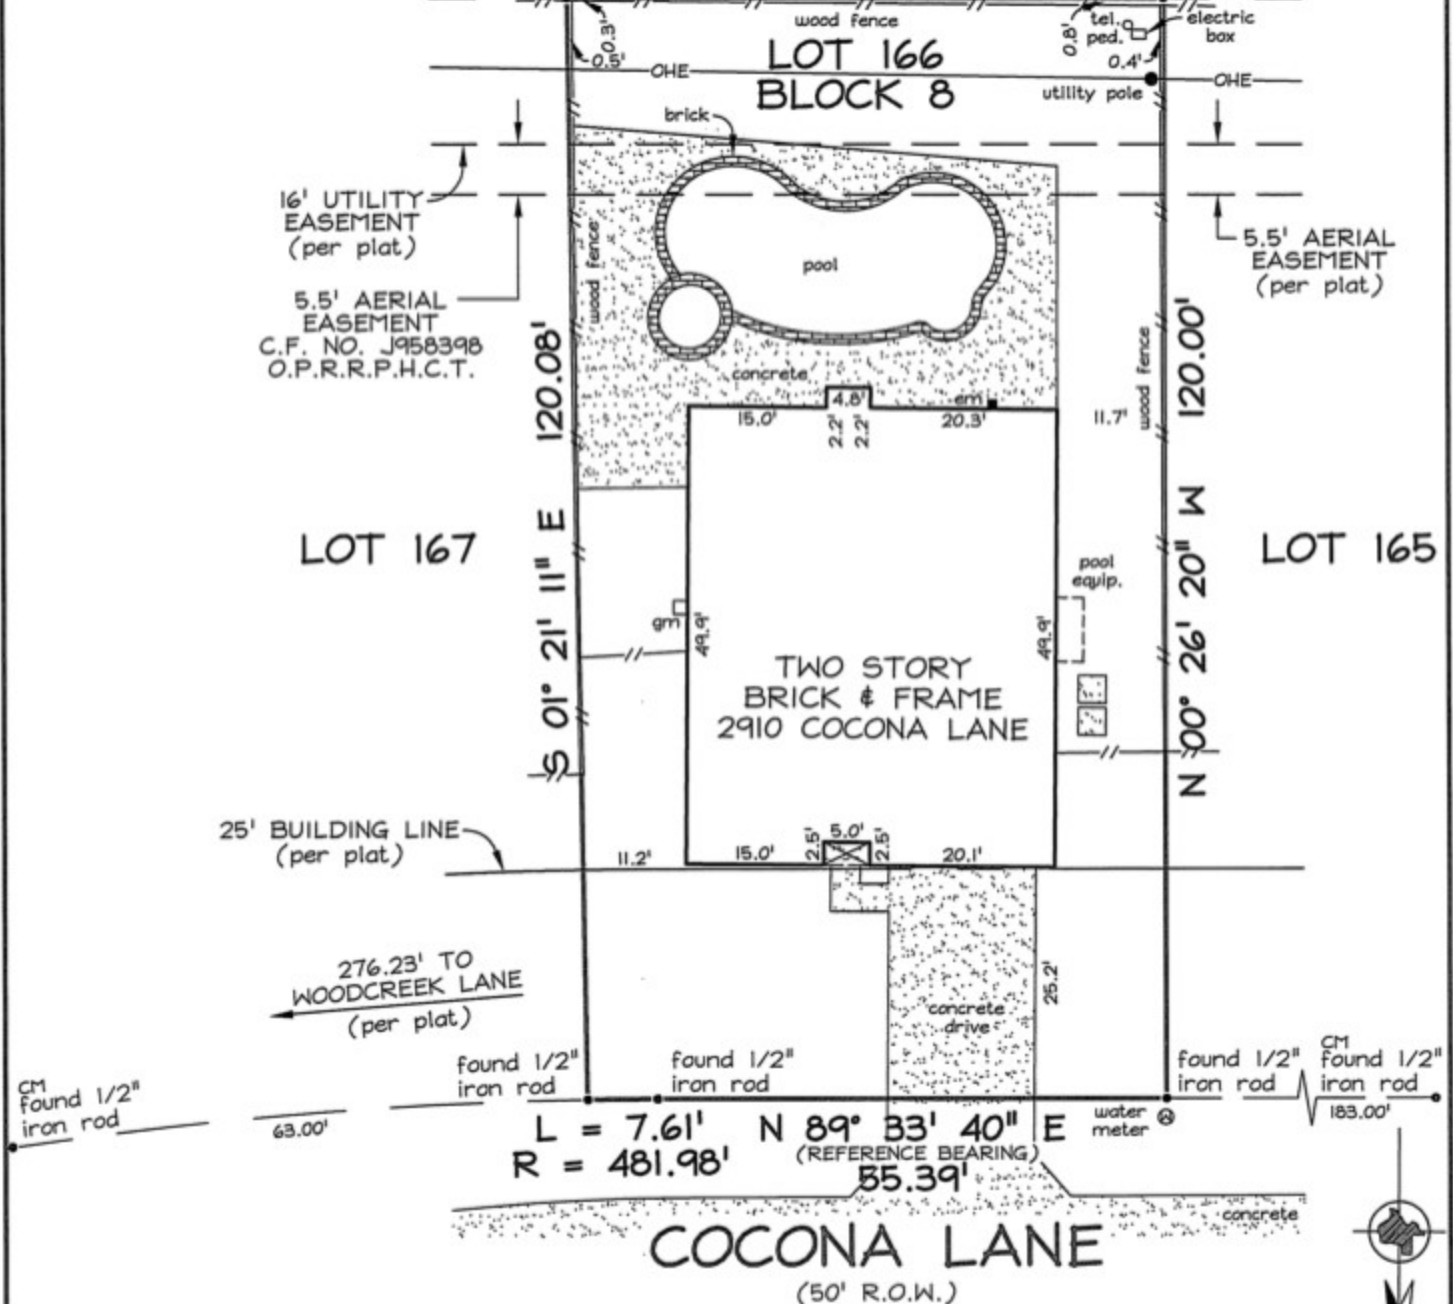 wood fence
0.3'
0.5'
0.8'
tel.
ped.
electric
box
0.4'
LOT 166
BLOCK 8
OHE
OHE
utility pole
brick
16' UTILITY
EASEMENT
(per plat)
5.5' AERIAL
EASEMENT
(per plat)
5.5' AERIAL
EASEMENT
C.F. NO. J958398
O.P.R.R.P.H.C.T.
wood fence
pool
concrete
wood fence
120.08'
120.00'
15.0'
4.8'
2.2'
2.2'
em
20.3'
11.7'
LOT 167
LOT 165
S 01° 21' 11" E
N 00° 26' 20" W
pool
equip.
gm
49.9'
49.9'
TWO STORY
BRICK & FRAME
2910 COCONA LANE
25' BUILDING LINE
(per plat)
11.2'
15.0'
2.5'
5.0'
2.5'
20.1'
276.23' TO
WOODCREEK LANE
(per plat)
25.2'
concrete
drive
CM
found 1/2"
iron rod
63.00'
found 1/2"
iron rod
found 1/2"
iron rod
found 1/2"
iron rod
CM
found 1/2"
iron rod
183.00'
water
meter
L = 7.61'
R = 481.98'
N 89° 33' 40" E
(REFERENCE BEARING)
55.39'
concrete
COCONA LANE
(50' R.O.W.)